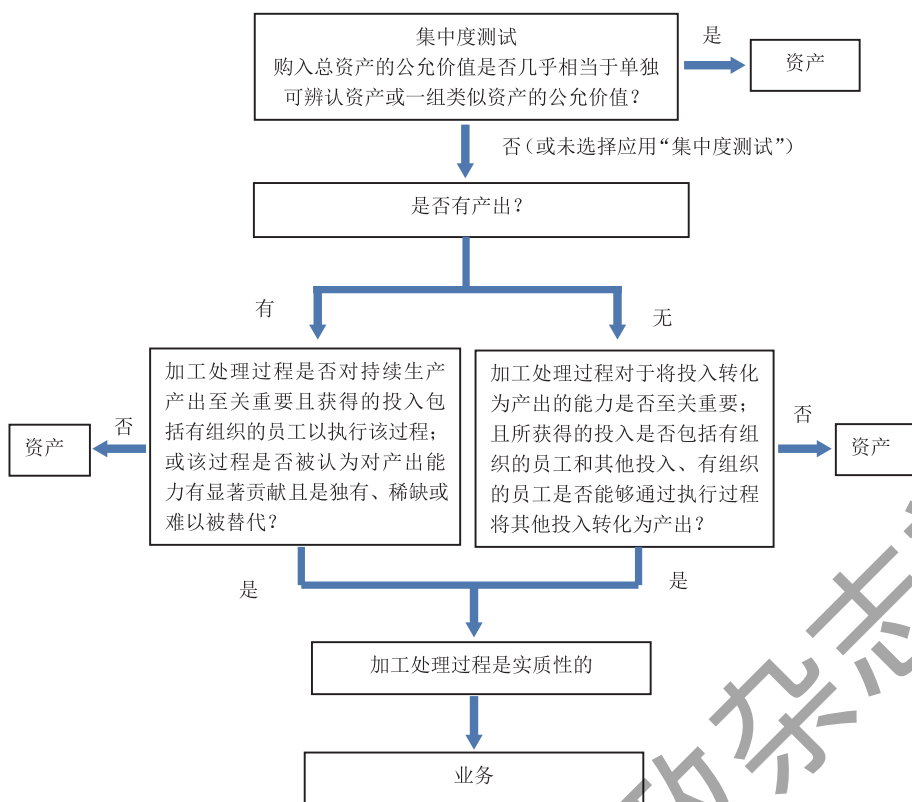 集中度测试
购入总资产的公允价值是否几乎相当于单独
可辨认资产或一组类似资产的公允价值？
是
资产
否（或未选择应用“集中度测试”）
是否有产出？
有
无
加工处理过程是否对持续生产
产出至关重要且获得的投入包
括有组织的员工以执行该过程；
或该过程是否被认为对产出能
力有显著贡献且是独有、稀缺或
难以被替代？
否
资产
加工处理过程对于将投入转化
为产出的能力是否至关重要；
且所获得的投入是否包括有组
织的员工和其他投入、有组织
的员工是否能够通过执行过程
将其他投入转化为产出？
否
资产
是
是
加工处理过程是实质性的
业务
杂志